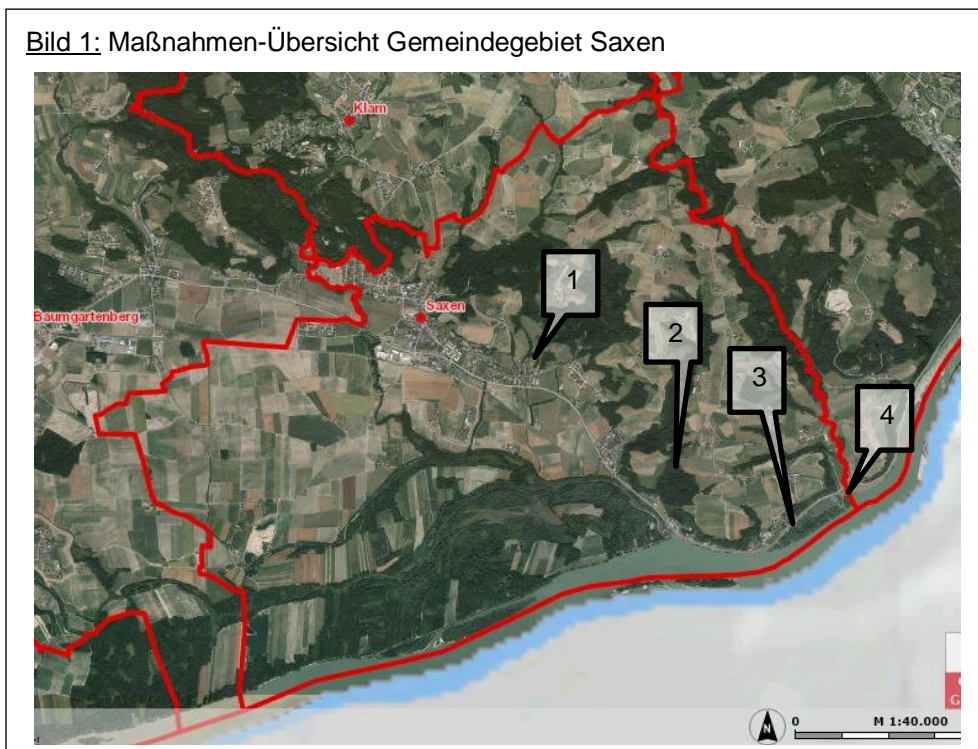 Bild 1: Maßnahmen-Übersicht Gemeindegebiet Saxen
Klam
1
Saxen
Baumgartenberg
2
3
4
N
0
M 1:40.000
G